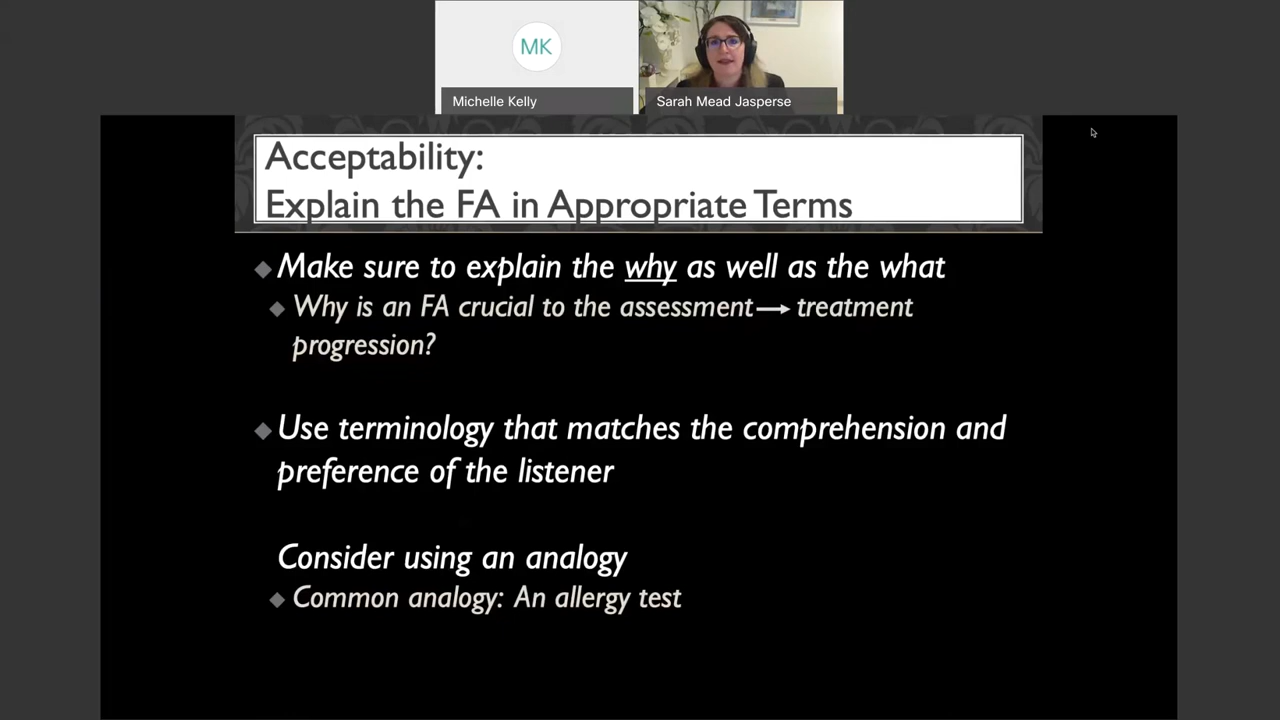 MK
Michelle Kelly
Sarah Mead Jasperse
Acceptability:
Explain the FA in Appropriate Terms
Make sure to explain the why as well as the what
Why is an FA crucial to the assessment → treatment
progression?
Use terminology that matches the comprehension and
preference of the listener
Consider using an analogy
Common analogy: An allergy test